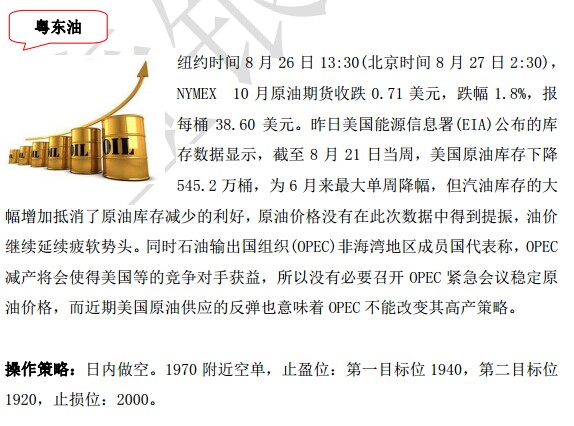 粤东油
纽约时间 8 月 26 日 13:30(北京时间 8 月 27 日 2:30)，
NYMEX 10 月原油期货收跌 0.71 美元，跌幅 1.8%，报
每桶 38.60 美元。昨日美国能源信息署(EIA)公布的库
存数据显示，截至 8 月 21 日当周，美国原油库存下降
545.2 万桶，为 6 月来最大单周降幅，但汽油库存的大
幅增加抵消了原油库存减少的利好，原油价格没有在此次数据中得到提振，油价
继续延续疲软势头。同时石油输出国组织(OPEC)非海湾地区成员国代表称，OPEC
减产将会使得美国等的竞争对手获益，所以没有必要召开 OPEC 紧急会议稳定原
油价格，而近期美国原油供应的反弹也意味着 OPEC 不能改变其高产策略。
操作策略：日内做空。1970 附近空单，止盈位：第一目标位 1940，第二目标位
1920，止损位：2000。
OIL
OIL
OIL